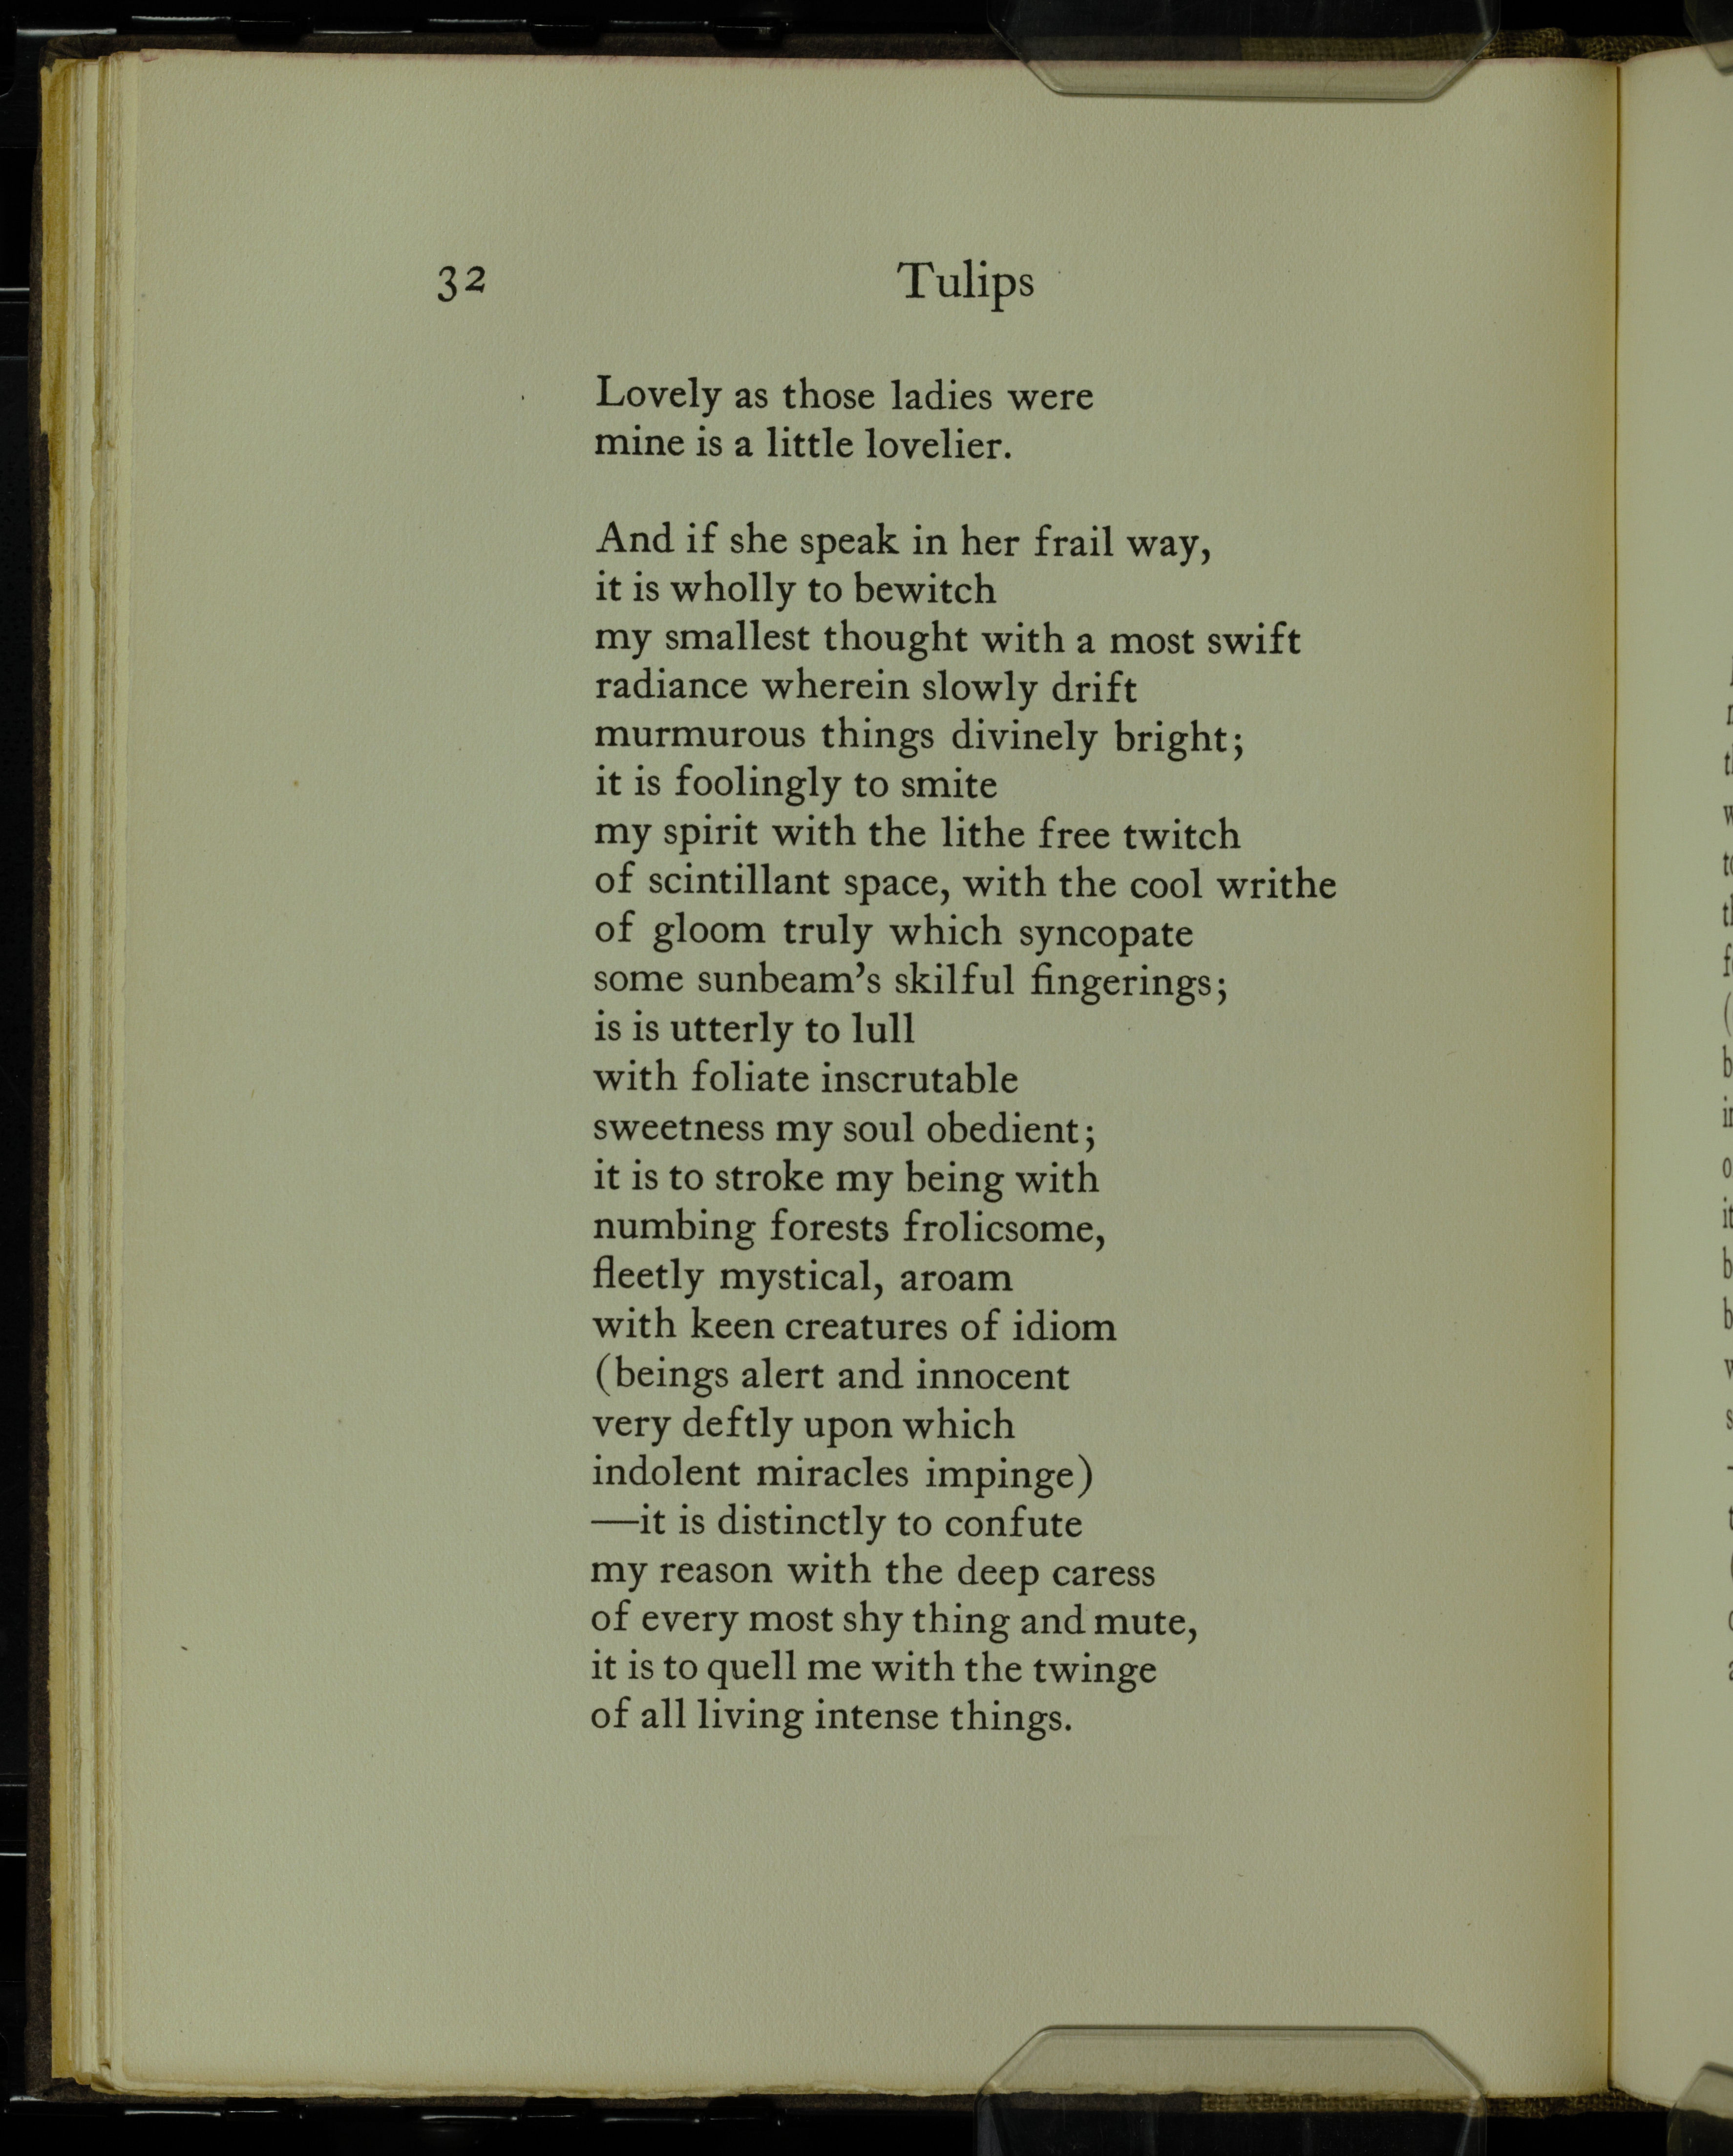 32 Tulips
Lovely as those ladies were
mine is a little lovelier.
And if she speak in her frail way,
it is wholly to bewitch
my smallest thought with a most swift
radiance wherein slowly drift
murmurous things divinely bright;
it is foolingly to smite
my spirit with the lithe free twitch
of scintillant space, with the cool writhe
of gloom truly which syncopate
some sunbeam's skilful fingerings;
is is utterly to lull
with foliate inscrutable
sweetness my soul obedient;
it is to stroke my being with
numbing forests frolicsome,
fleetly mystical, aroam
with keen creatures of idiom
(beings alert and innocent
very deftly upon which
indolent miracles impinge)
—it is distinctly to confute
my reason with the deep caress
of every most shy thing and mute,
it is to quell me with the twinge
of all living intense things.